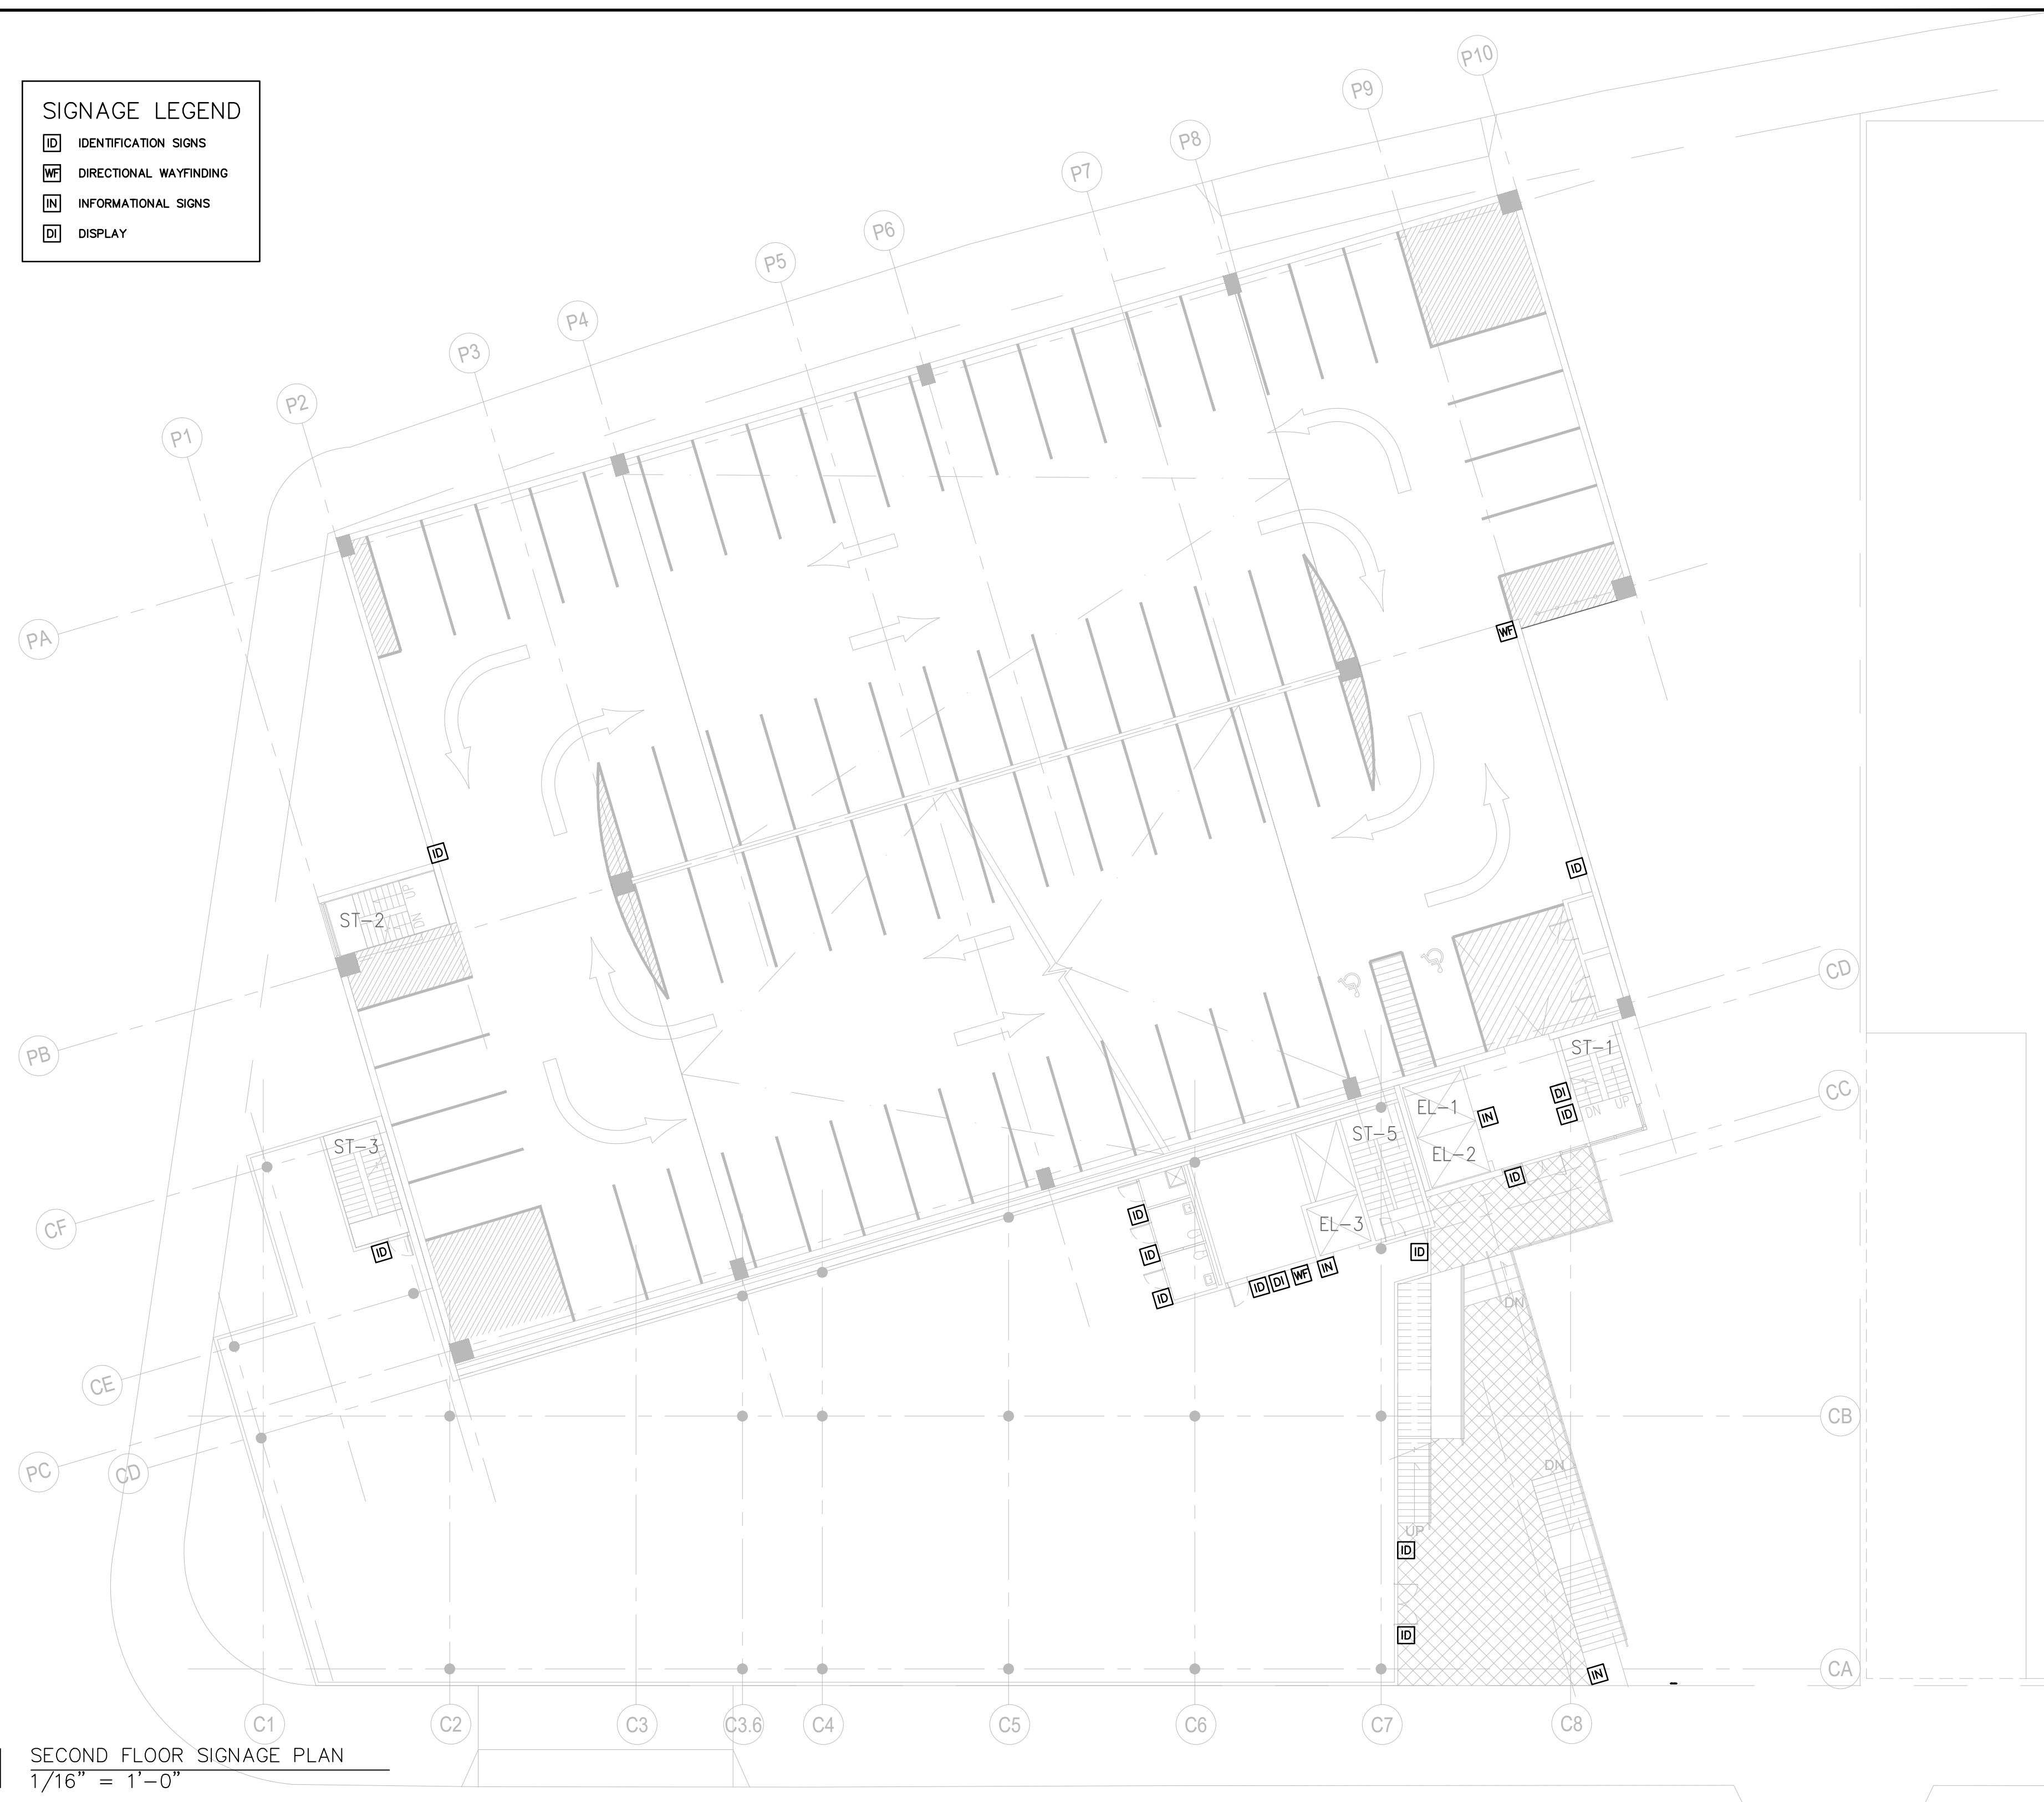 SIGNAGE LEGEND
ID IDENTIFICATION SIGNS
WF DIRECTIONAL WAYFINDING
IN INFORMATIONAL SIGNS
DI DISPLAY
P10
P9
P8
P7
P6
P5
P4
P3
P2
P1
PA
WF
ID
ID
UP
DN
ST-2
CD
PB
ST-1
CC
EL-1
IN
DI
ID
DN UP
ST-5
ST-3
EL-2
ID
ID
EL-3
CF
ID
ID
ID
ID
ID DI WF IN
DN
CE
CB
PC
CD
DN
UP
ID
ID
CA
IN
C1
C2
C3
C3.6
C4
C5
C6
C7
C8
SECOND FLOOR SIGNAGE PLAN
1/16" = 1'-0"